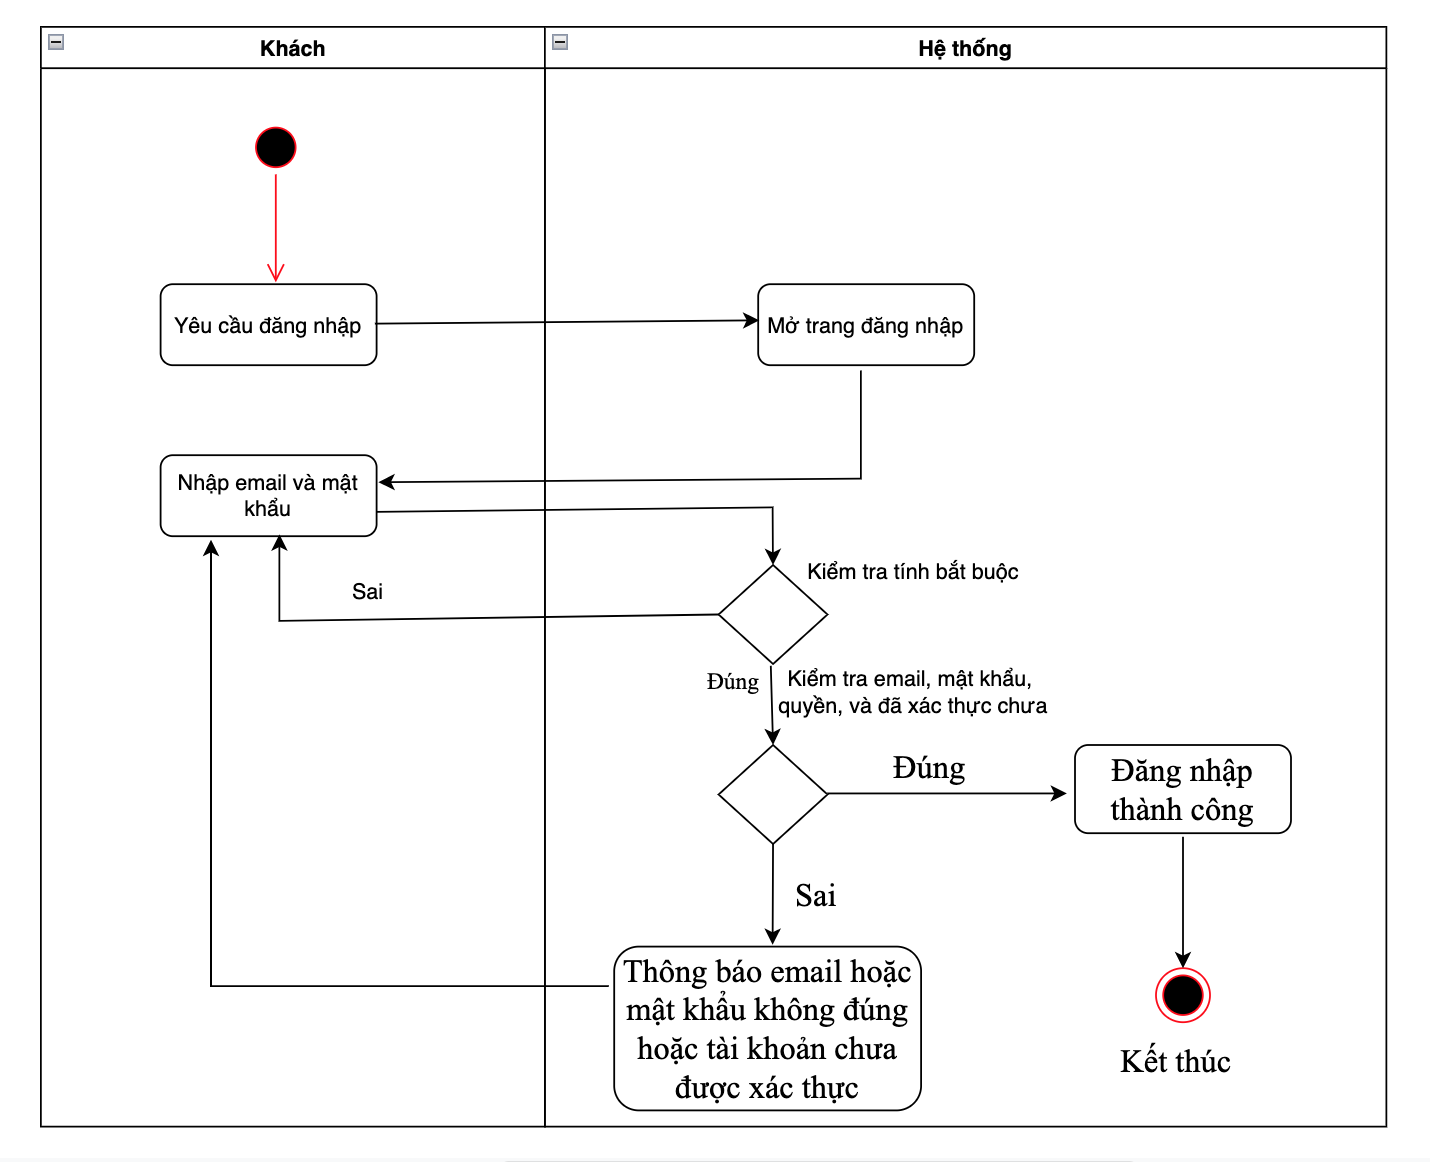 Khách
Hệ thống
Yêu cầu đăng nhập
Mở trang đăng nhập
Nhập email và mật
khẩu
Kiểm tra tính bắt buộc
Sai
Đúng
Kiểm tra email, mật khẩu,
quyền, và đã xác thực chưa
Đúng
Đăng nhập
thành công
Sai
Thông báo email hoặc
mật khẩu không đúng
hoặc tài khoản chưa
được xác thực
Kết thúc